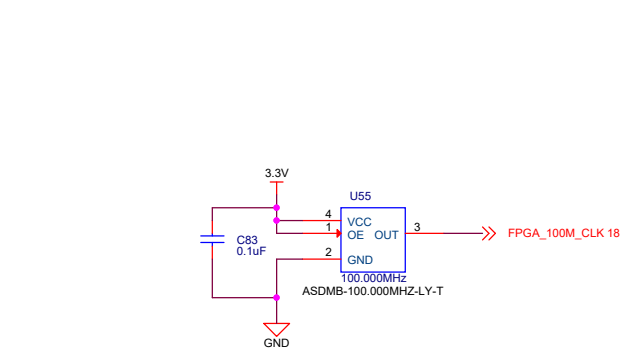 3.3V
U55
4
VCC
1
OE OUT
3
FPGA_100M_CLK 18
C83
0.1uF
2
GND
100.000MHz
ASDMB-100.000MHZ-LY-T
GND